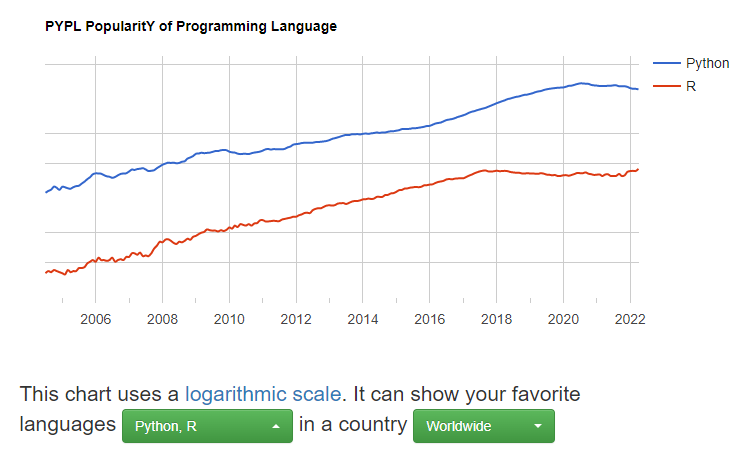 PYPL PopularitY of Programming Language
Python
R
2006 2008 2010 2012 2014 2016 2018 2020 2022
This chart uses a logarithmic scale. It can show your favorite
languages Python, R in a country Worldwide